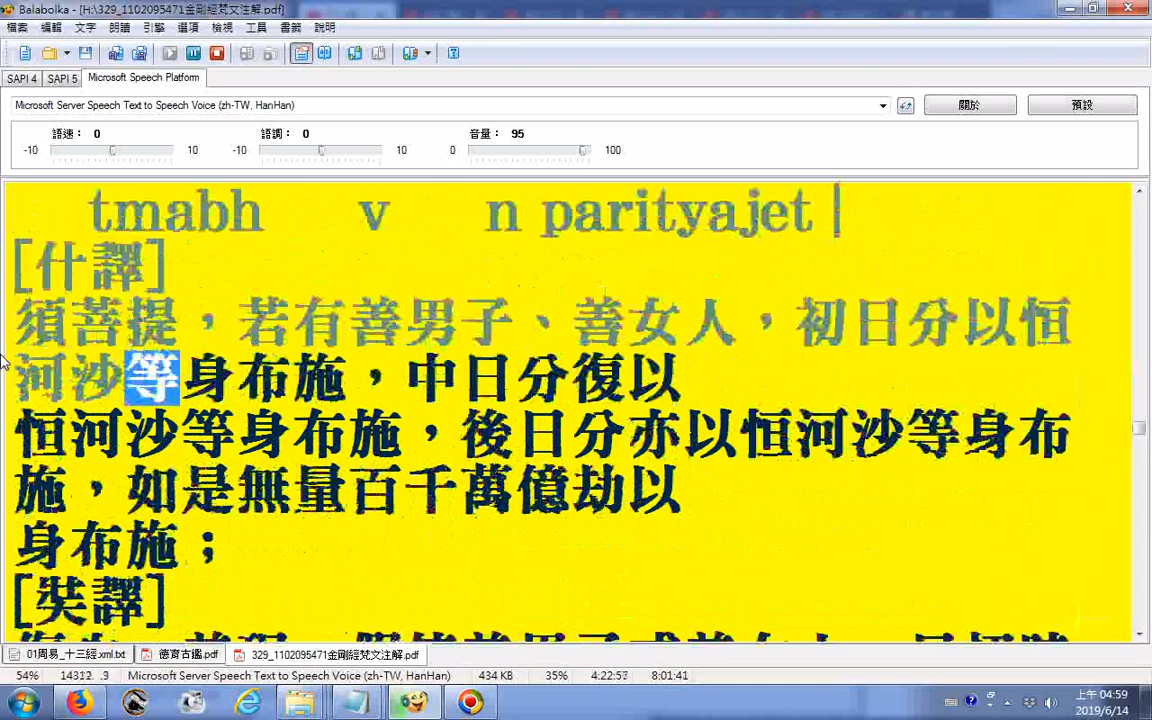 Balabolka - [H:\329_1102095471金剛經梵文注解.pdf]
檔案 編輯 文字 朗讀 引擎 選項 檢視 工具 書籤 說明
SAPI 4 SAPI 5 Microsoft Speech Platform
Microsoft Server Speech Text to Speech Voice (zh-TW, HanHan) 關於 預設
語速： 0 語調： 0 音量： 95
-10 10 -10 10 0 100
tmabh v n parityajet |
[什譯]
須菩提，若有善男子、善女人，初日分以恒
河沙等身布施，中日分復以
恒河沙等身布施，後日分亦以恒河沙等身布
施，如是無量百千萬億劫以
身布施；
[奘譯]
01周易_十三經.xml.txt 德育古鑑.pdf 329_1102095471金剛經梵文注解.pdf
54% Microsoft Server Speech Text to Speech Voice (zh-TW, HanHan) 434 KB 35% 8:01:41
上午 04:59
2019/6/14